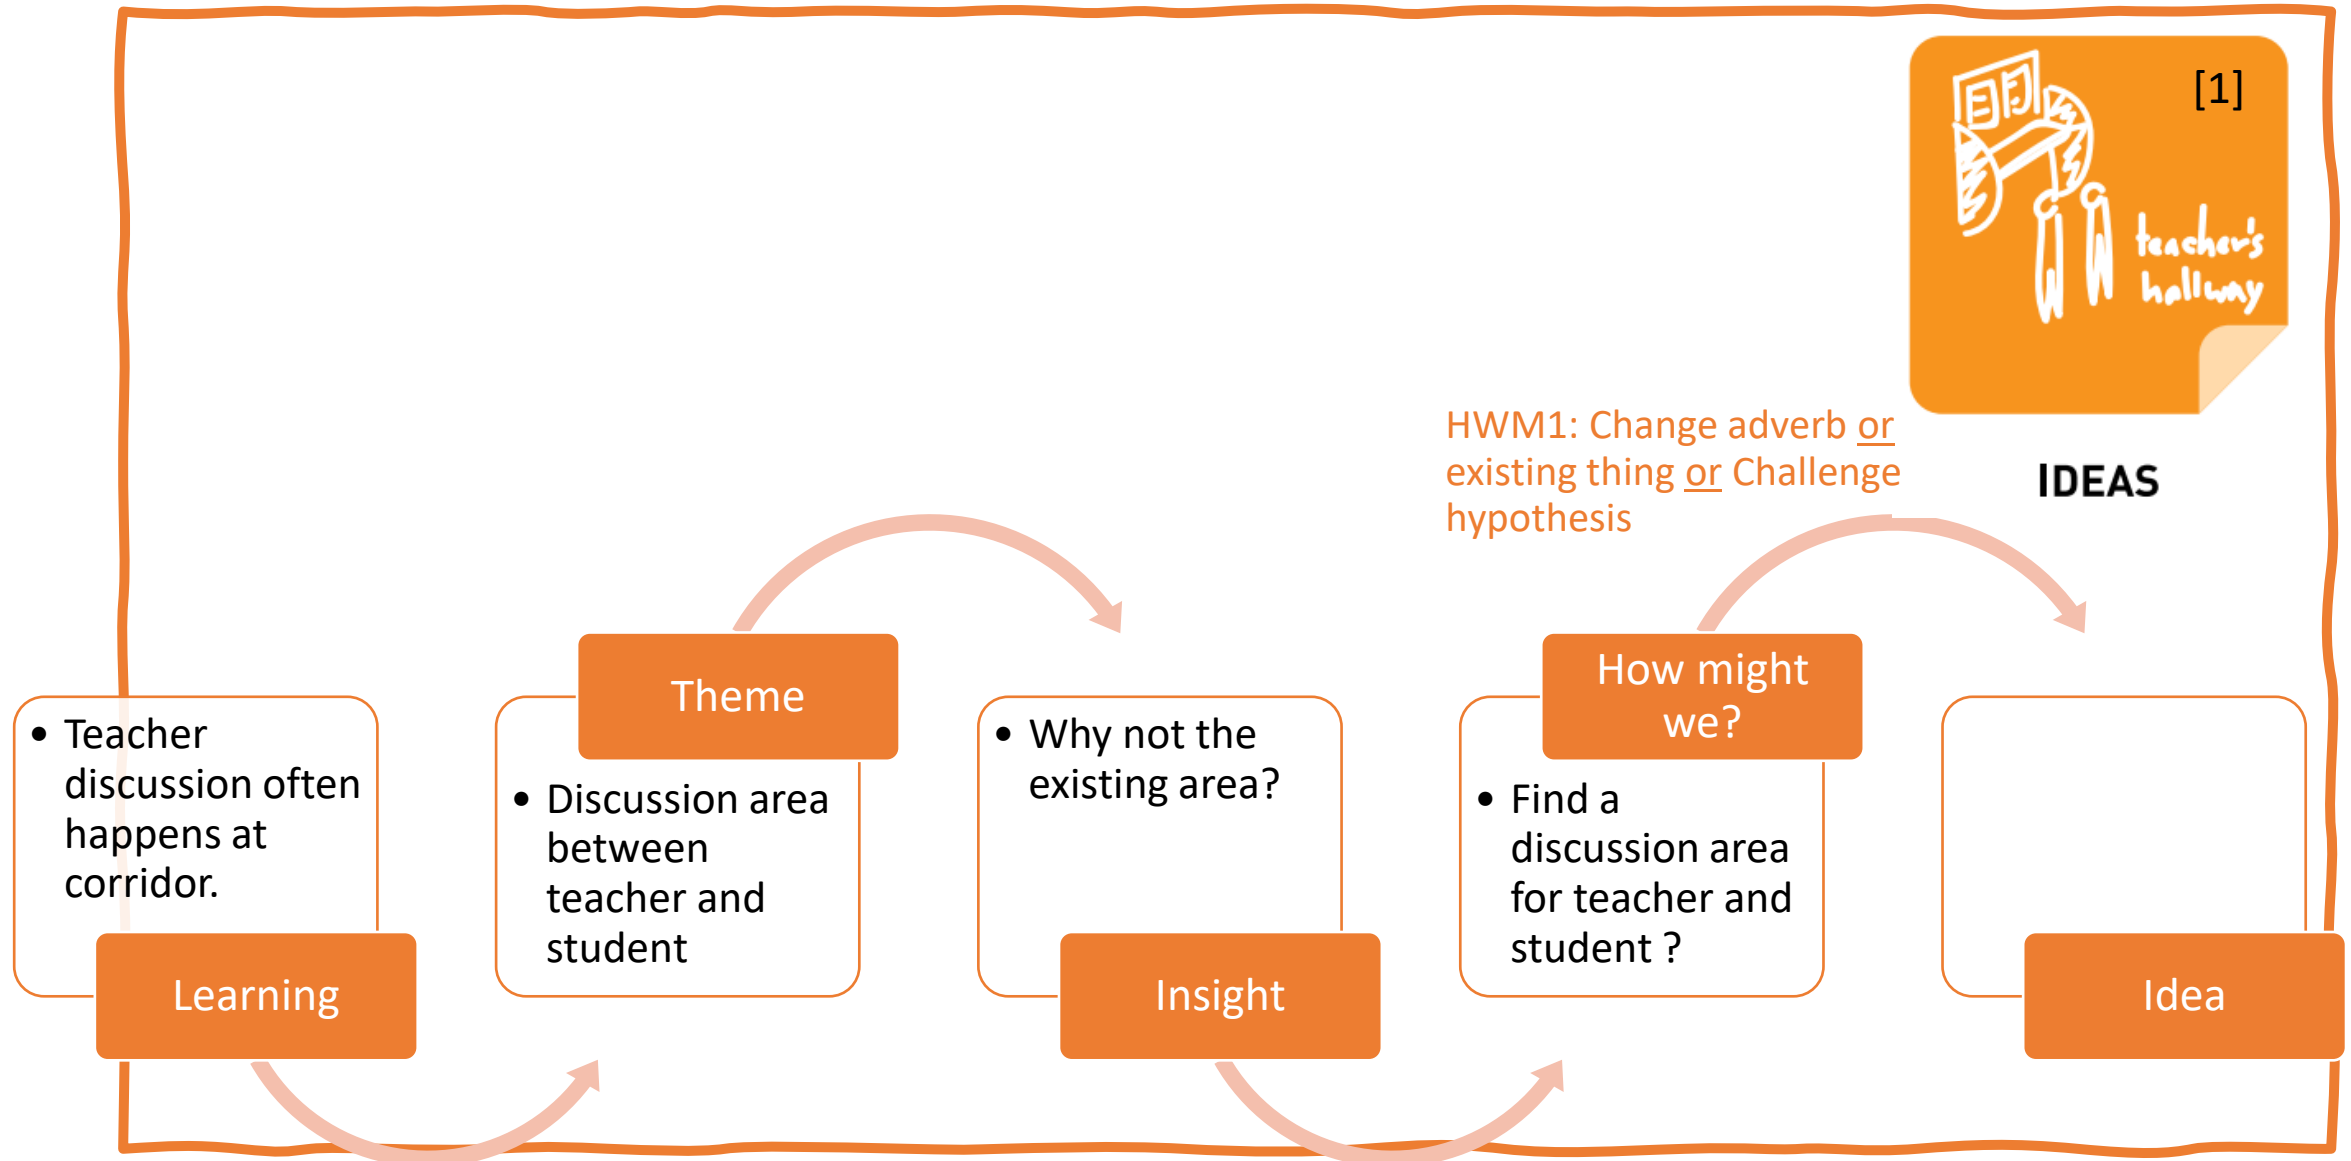 [1]
teacher's
hallway
IDEAS
HWM1: Change adverb or
existing thing or Challenge
hypothesis
• Teacher
discussion often
happens at
corridor.
Learning
Theme
• Discussion area
between
teacher and
student
• Why not the
existing area?
Insight
How might
we?
• Find a
discussion area
for teacher and
student ?
Idea